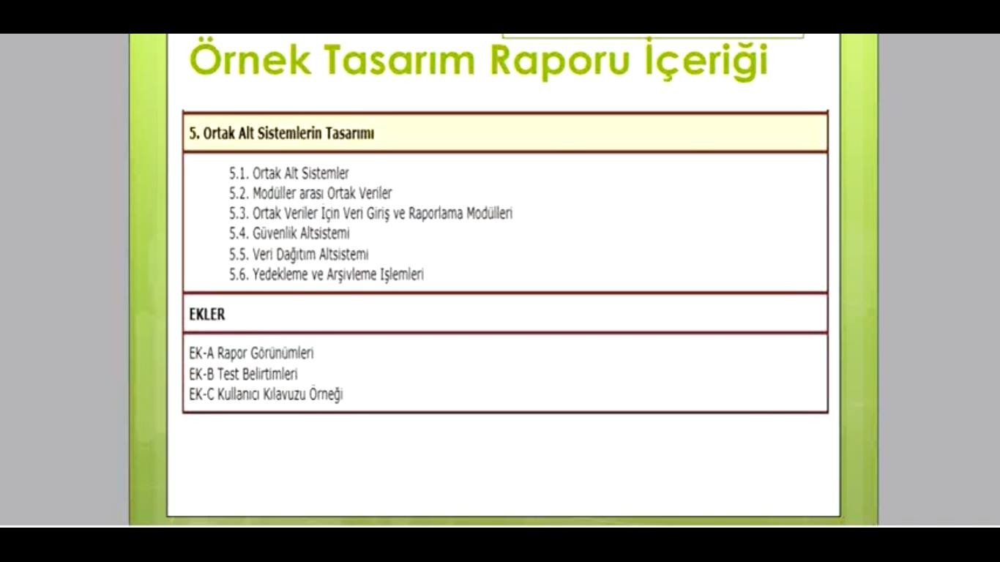 Örnek Tasarım Raporu İçeriği
5. Ortak Alt Sistemlerin Tasarımı
5.1. Ortak Alt Sistemler
5.2. Modüller arası Ortak Veriler
5.3. Ortak Veriler İçin Veri Giriş ve Raporlama Modülleri
5.4. Güvenlik Altsistemi
5.5. Veri Dağıtım Altsistemi
5.6. Yedekleme ve Arşivleme İşlemleri
EKLER
EK-A Rapor Görünümleri
EK-B Test Belirtimleri
EK-C Kullanıcı Kılavuzu Örneği